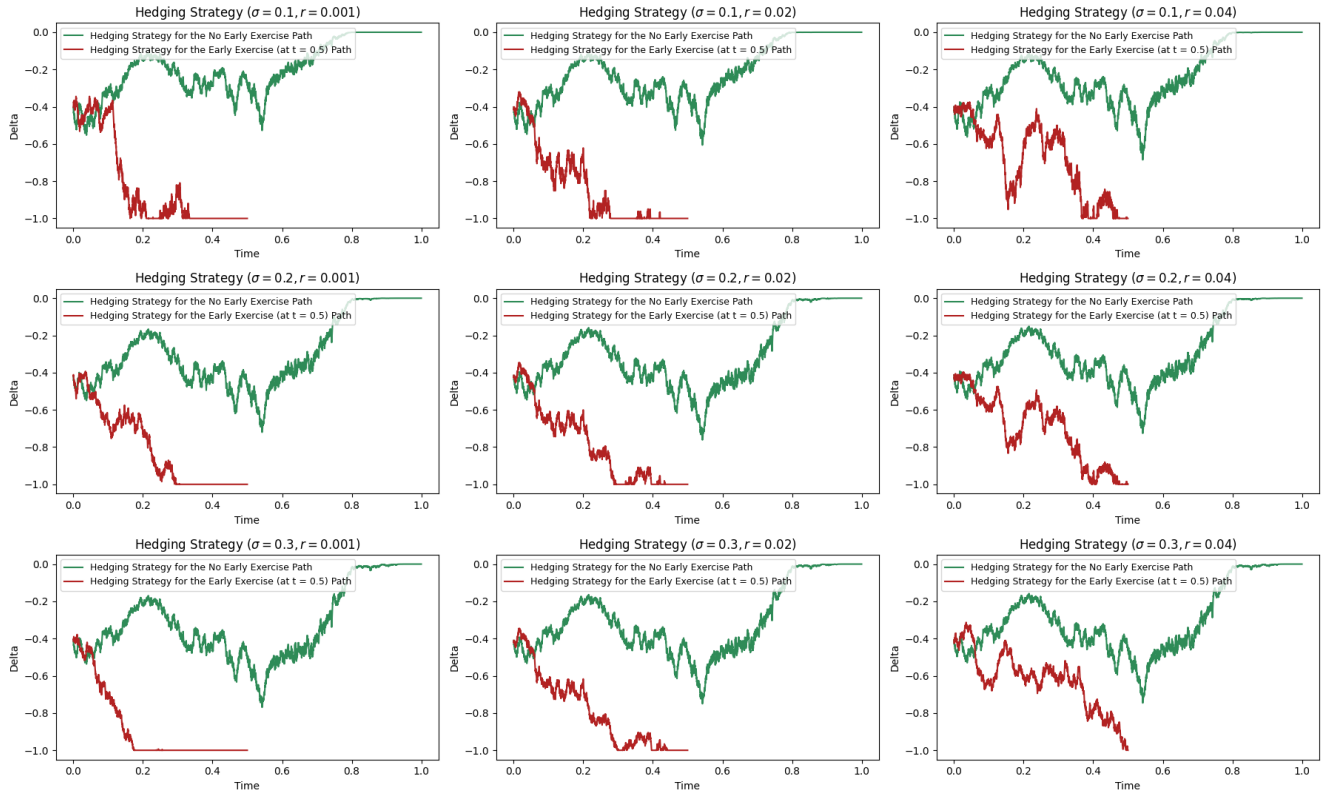 Hedging Strategy (σ = 0.1, r = 0.001)
Hedging Strategy for the No Early Exercise Path
Hedging Strategy for the Early Exercise (at t = 0.5) Path
0.0
−0.2
−0.4
−0.6
−0.8
−1.0
Delta
0.0 0.2 0.4 0.6 0.8 1.0
Time
Hedging Strategy (σ = 0.1, r = 0.02)
Hedging Strategy for the No Early Exercise Path
Hedging Strategy for the Early Exercise (at t = 0.5) Path
0.0
−0.2
−0.4
−0.6
−0.8
−1.0
Delta
0.0 0.2 0.4 0.6 0.8 1.0
Time
Hedging Strategy (σ = 0.1, r = 0.04)
Hedging Strategy for the No Early Exercise Path
Hedging Strategy for the Early Exercise (at t = 0.5) Path
0.0
−0.2
−0.4
−0.6
−0.8
−1.0
Delta
0.0 0.2 0.4 0.6 0.8 1.0
Time
Hedging Strategy (σ = 0.2, r = 0.001)
Hedging Strategy for the No Early Exercise Path
Hedging Strategy for the Early Exercise (at t = 0.5) Path
0.0
−0.2
−0.4
−0.6
−0.8
−1.0
Delta
0.0 0.2 0.4 0.6 0.8 1.0
Time
Hedging Strategy (σ = 0.2, r = 0.02)
Hedging Strategy for the No Early Exercise Path
Hedging Strategy for the Early Exercise (at t = 0.5) Path
0.0
−0.2
−0.4
−0.6
−0.8
−1.0
Delta
0.0 0.2 0.4 0.6 0.8 1.0
Time
Hedging Strategy (σ = 0.2, r = 0.04)
Hedging Strategy for the No Early Exercise Path
Hedging Strategy for the Early Exercise (at t = 0.5) Path
0.0
−0.2
−0.4
−0.6
−0.8
−1.0
Delta
0.0 0.2 0.4 0.6 0.8 1.0
Time
Hedging Strategy (σ = 0.3, r = 0.001)
Hedging Strategy for the No Early Exercise Path
Hedging Strategy for the Early Exercise (at t = 0.5) Path
0.0
−0.2
−0.4
−0.6
−0.8
−1.0
Delta
0.0 0.2 0.4 0.6 0.8 1.0
Time
Hedging Strategy (σ = 0.3, r = 0.02)
Hedging Strategy for the No Early Exercise Path
Hedging Strategy for the Early Exercise (at t = 0.5) Path
0.0
−0.2
−0.4
−0.6
−0.8
−1.0
Delta
0.0 0.2 0.4 0.6 0.8 1.0
Time
Hedging Strategy (σ = 0.3, r = 0.04)
Hedging Strategy for the No Early Exercise Path
Hedging Strategy for the Early Exercise (at t = 0.5) Path
0.0
−0.2
−0.4
−0.6
−0.8
−1.0
Delta
0.0 0.2 0.4 0.6 0.8 1.0
Time